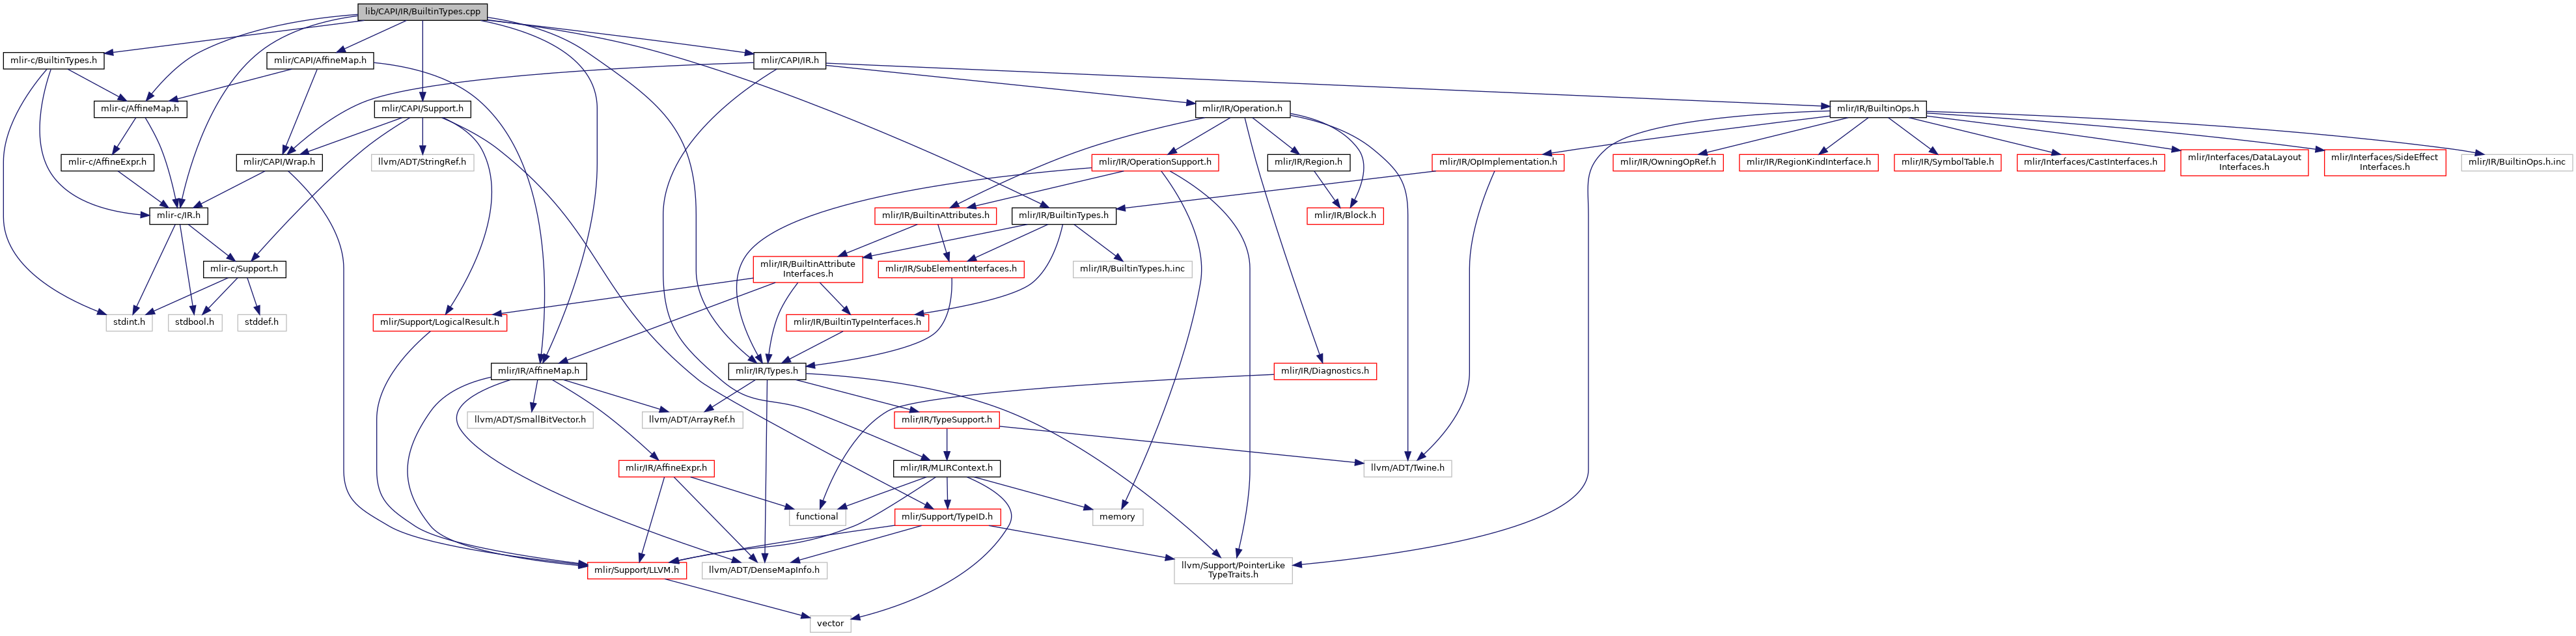 lib/CAPI/IR/BuiltinTypes.cpp
mlir-c/BuiltinTypes.h
mlir/CAPI/AffineMap.h
mlir/CAPI/IR.h
mlir-c/AffineMap.h
mlir/CAPI/Support.h
mlir/IR/Operation.h
mlir/IR/BuiltinOps.h
mlir-c/AffineExpr.h
mlir/CAPI/Wrap.h
llvm/ADT/StringRef.h
mlir/IR/OperationSupport.h
mlir/IR/Region.h
mlir/IR/OpImplementation.h
mlir/IR/OwningOpRef.h
mlir/IR/RegionKindInterface.h
mlir/IR/SymbolTable.h
mlir/Interfaces/CastInterfaces.h
mlir/Interfaces/DataLayout
Interfaces.h
mlir/Interfaces/SideEffect
Interfaces.h
mlir/IR/BuiltinOps.h.inc
mlir-c/IR.h
mlir/IR/BuiltinAttributes.h
mlir/IR/BuiltinTypes.h
mlir/IR/Block.h
mlir-c/Support.h
mlir/IR/BuiltinAttribute
Interfaces.h
mlir/IR/SubElementInterfaces.h
mlir/IR/BuiltinTypes.h.inc
stdint.h
stdbool.h
stddef.h
mlir/Support/LogicalResult.h
mlir/IR/BuiltinTypeInterfaces.h
mlir/IR/AffineMap.h
mlir/IR/Types.h
mlir/IR/Diagnostics.h
llvm/ADT/SmallBitVector.h
llvm/ADT/ArrayRef.h
mlir/IR/TypeSupport.h
mlir/IR/AffineExpr.h
mlir/IR/MLIRContext.h
llvm/ADT/Twine.h
functional
mlir/Support/TypeID.h
memory
mlir/Support/LLVM.h
llvm/ADT/DenseMapInfo.h
llvm/Support/PointerLike
TypeTraits.h
vector